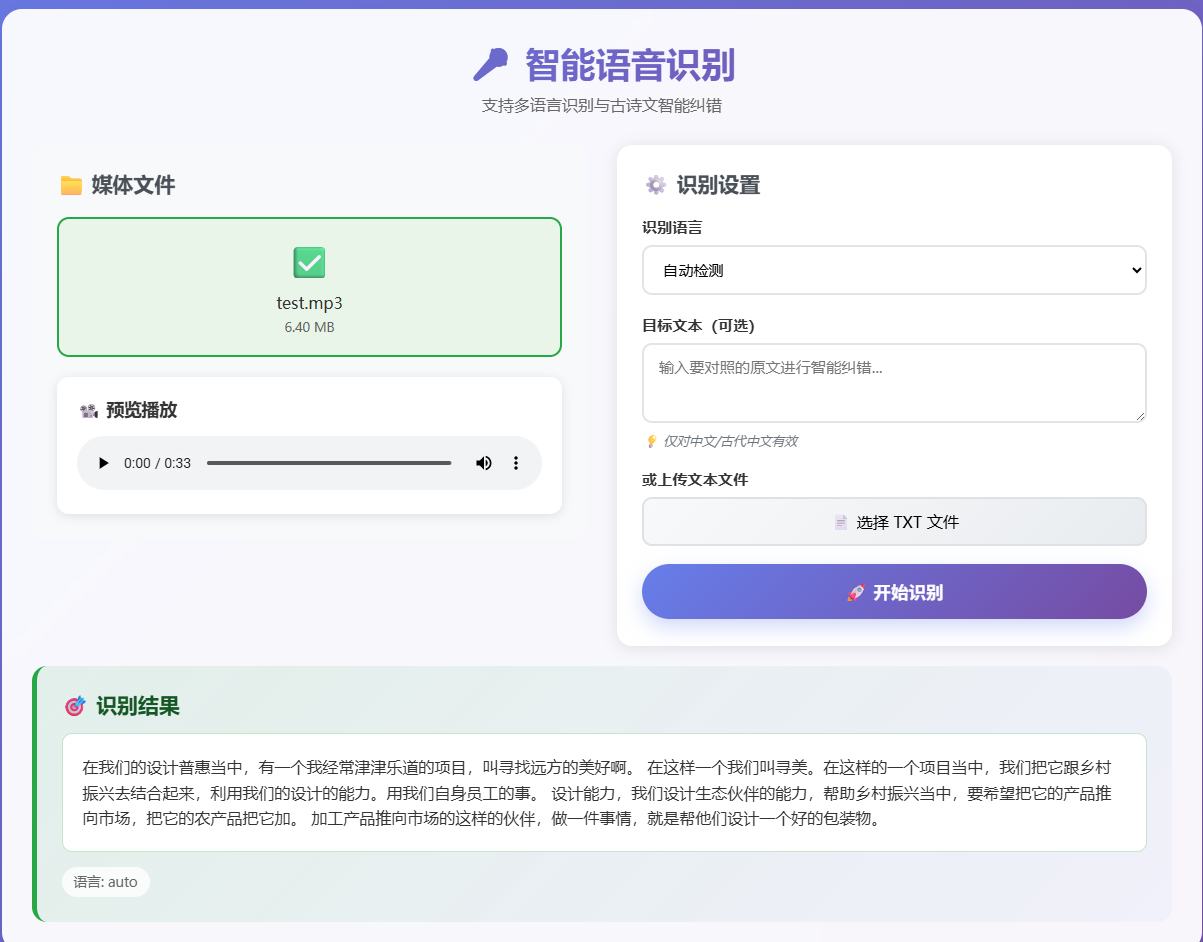 智能语音识别
支持多语言识别与古诗文智能纠错
媒体文件
test.mp3
6.40 MB
预览播放
0:00 / 0:33
识别设置
识别语言
自动检测
目标文本（可选）
输入要对照的原文进行智能纠错...
仅对中文/古代中文有效
或上传文本文件
选择 TXT 文件
开始识别
识别结果
在我们的设计普惠当中，有一个我经常津津乐道的项目，叫寻找远方的美好啊。 在这样一个我们叫寻美。在这样的一个项目当中，我们把它跟乡村
振兴去结合起来，利用我们的设计的能力。用我们自身员工的事。 设计能力，我们设计生态伙伴的能力，帮助乡村振兴当中，要希望把它的产品推
向市场，把它的农产品把它加。 加工产品推向市场的这样的伙伴，做一件事情，就是帮他们设计一个好的包装物。
语言: auto